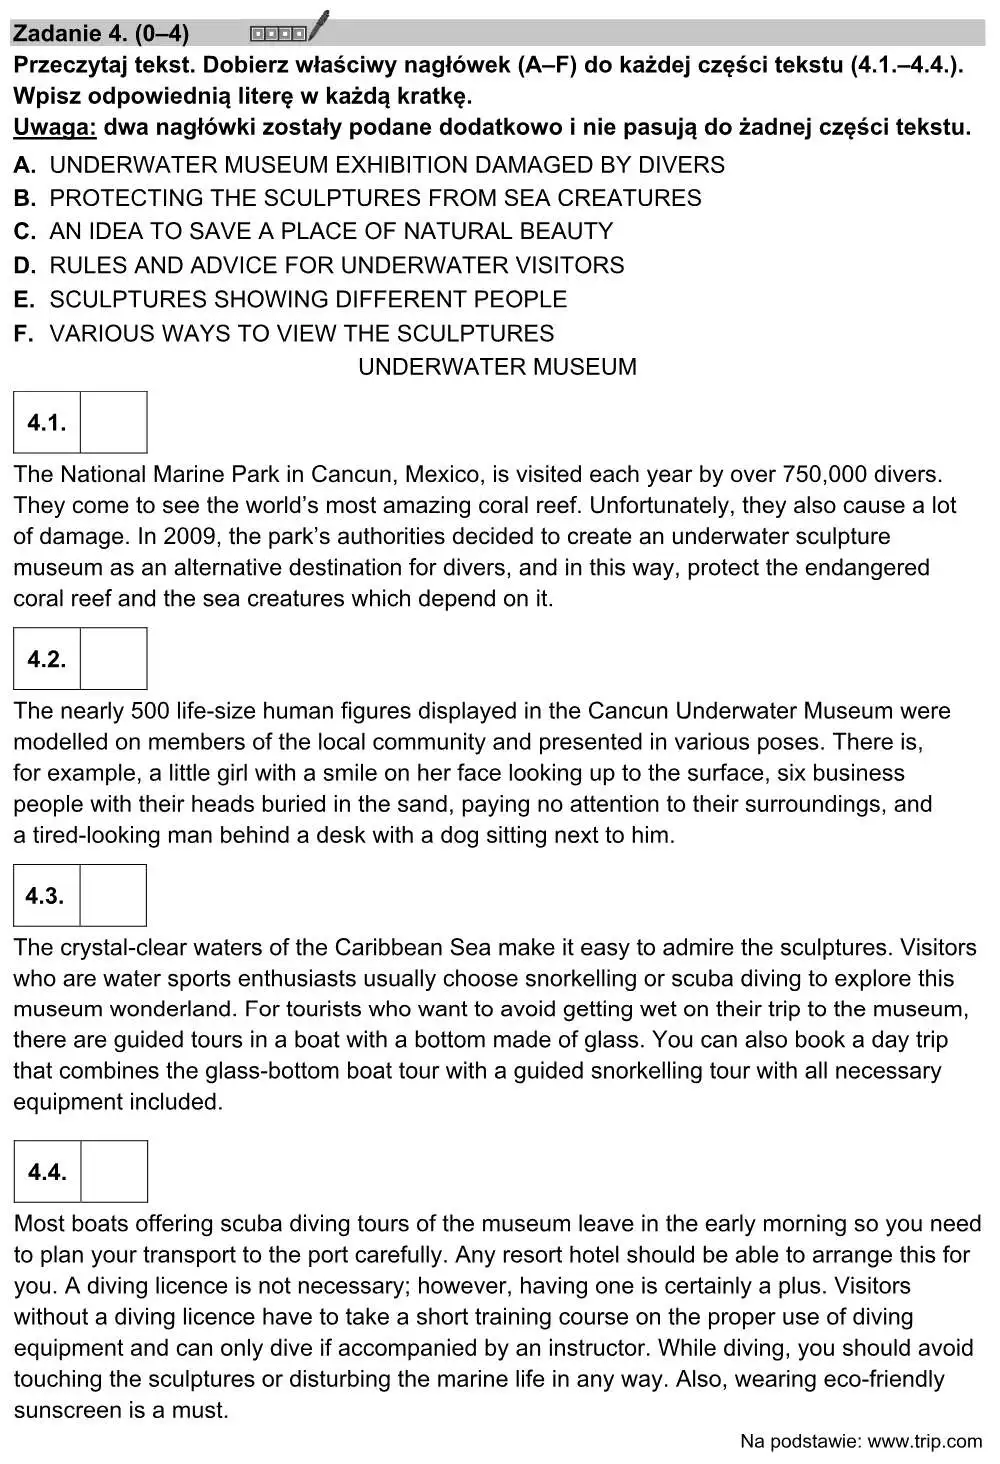 Zadanie 4. (0–4)
Przeczytaj tekst. Dobierz właściwy nagłówek (A–F) do każdej części tekstu (4.1.–4.4.).
Wpisz odpowiednią literę w każdą kratkę.
Uwaga: dwa nagłówki zostały podane dodatkowo i nie pasują do żadnej części tekstu.
A. UNDERWATER MUSEUM EXHIBITION DAMAGED BY DIVERS
B. PROTECTING THE SCULPTURES FROM SEA CREATURES
C. AN IDEA TO SAVE A PLACE OF NATURAL BEAUTY
D. RULES AND ADVICE FOR UNDERWATER VISITORS
E. SCULPTURES SHOWING DIFFERENT PEOPLE
F. VARIOUS WAYS TO VIEW THE SCULPTURES
UNDERWATER MUSEUM
4.1.
The National Marine Park in Cancun, Mexico, is visited each year by over 750,000 divers.
They come to see the world’s most amazing coral reef. Unfortunately, they also cause a lot
of damage. In 2009, the park’s authorities decided to create an underwater sculpture
museum as an alternative destination for divers, and in this way, protect the endangered
coral reef and the sea creatures which depend on it.
4.2.
The nearly 500 life-size human figures displayed in the Cancun Underwater Museum were
modelled on members of the local community and presented in various poses. There is,
for example, a little girl with a smile on her face looking up to the surface, six business
people with their heads buried in the sand, paying no attention to their surroundings, and
a tired-looking man behind a desk with a dog sitting next to him.
4.3.
The crystal-clear waters of the Caribbean Sea make it easy to admire the sculptures. Visitors
who are water sports enthusiasts usually choose snorkelling or scuba diving to explore this
museum wonderland. For tourists who want to avoid getting wet on their trip to the museum,
there are guided tours in a boat with a bottom made of glass. You can also book a day trip
that combines the glass-bottom boat tour with a guided snorkelling tour with all necessary
equipment included.
4.4.
Most boats offering scuba diving tours of the museum leave in the early morning so you need
to plan your transport to the port carefully. Any resort hotel should be able to arrange this for
you. A diving licence is not necessary; however, having one is certainly a plus. Visitors
without a diving licence have to take a short training course on the proper use of diving
equipment and can only dive if accompanied by an instructor. While diving, you should avoid
touching the sculptures or disturbing the marine life in any way. Also, wearing eco-friendly
sunscreen is a must.
Na podstawie: www.trip.com